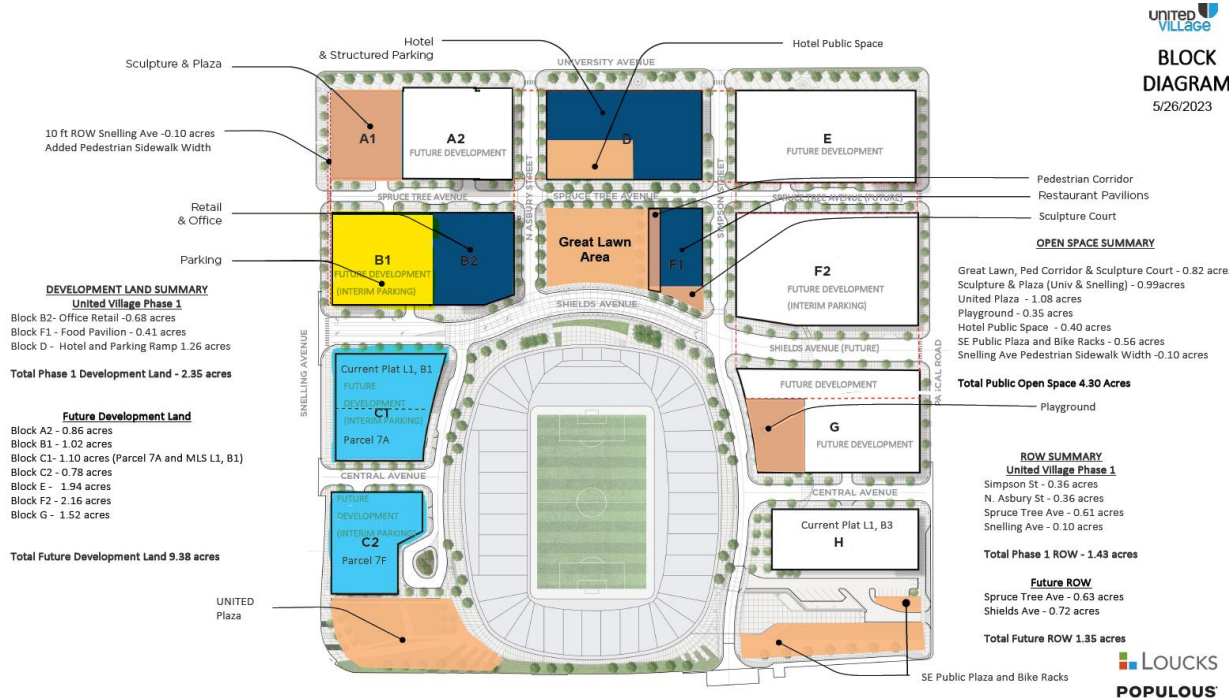 UNITED
VILLAGE
BLOCK
DIAGRAM
5/26/2023
Hotel
& Structured Parking
Hotel Public Space
UNIVERSITY AVENUE
Sculpture & Plaza
10 ft ROW Snelling Ave -0.10 acres
Added Pedestrian Sidewalk Width
A1
A2
FUTURE DEVELOPMENT
D
E
FUTURE DEVELOPMENT
N ASBURY STREET
SIMPSON STREET
Pedestrian Corridor
Restaurant Pavilions
Sculpture Court
SPRUCE TREE AVENUE
SPRUCE TREE AVENUE
SPRUCE TREE AVENUE (FUTURE)
Retail
& Office
Parking
B1
FUTURE DEVELOPMENT
(INTERIM PARKING)
B2
Great Lawn
Area
F1
F2
FUTURE DEVELOPMENT
(INTERIM PARKING)
SHIELDS AVENUE
SHIELDS AVENUE (FUTURE)
SNELLING AVENUE
PASCAL ROAD
DEVELOPMENT LAND SUMMARY
United Village Phase 1
Block B2- Office Retail -0.68 acres
Block F1 - Food Pavilion - 0.41 acres
Block D - Hotel and Parking Ramp 1.26 acres
Total Phase 1 Development Land - 2.35 acres
Future Development Land
Block A2 - 0.86 acres
Block B1 - 1.02 acres
Block C1- 1.10 acres (Parcel 7A and MLS L1, B1)
Block C2 - 0.78 acres
Block E - 1.94 acres
Block F2 - 2.16 acres
Block G - 1.52 acres
Total Future Development Land 9.38 acres
Current Plat L1, B1
FUTURE
DEVELOPMENT
(INTERIM PARKING)
C1
Parcel 7A
CENTRAL AVENUE
FUTURE
DEVELOPMENT
(INTERIM PARKING)
C2
Parcel 7F
UNITED
Plaza
FUTURE DEVELOPMENT
G
FUTURE DEVELOPMENT
Playground
CENTRAL AVENUE
Current Plat L1, B3
H
SE Public Plaza and Bike Racks
OPEN SPACE SUMMARY
Great Lawn, Ped Corridor & Sculpture Court - 0.82 acre
Sculpture & Plaza (Univ & Snelling) - 0.99acres
United Plaza - 1.08 acres
Playground - 0.35 acres
Hotel Public Space - 0.40 acres
SE Public Plaza and Bike Racks - 0.56 acres
Snelling Ave Pedestrian Sidewalk Width -0.10 acres
Total Public Open Space 4.30 Acres
ROW SUMMARY
United Village Phase 1
Simpson St - 0.36 acres
N. Asbury St - 0.36 acres
Spruce Tree Ave - 0.61 acres
Snelling Ave - 0.10 acres
Total Phase 1 ROW - 1.43 acres
Future ROW
Spruce Tree Ave - 0.63 acres
Shields Ave - 0.72 acres
Total Future ROW 1.35 acres
LOUCKS
POPULOUS